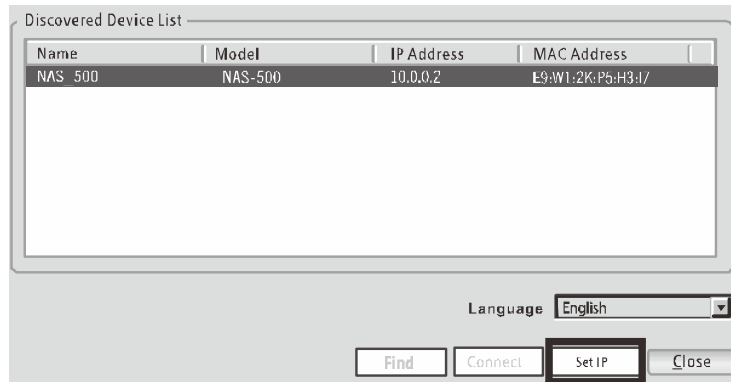 Discovered Device List
Name Model IP Address MAC Address
NAS_500 NAS-500 10.0.0.2 E9:W1:2K:P5:H3:I7
Language English
Find Connect Set IP Close